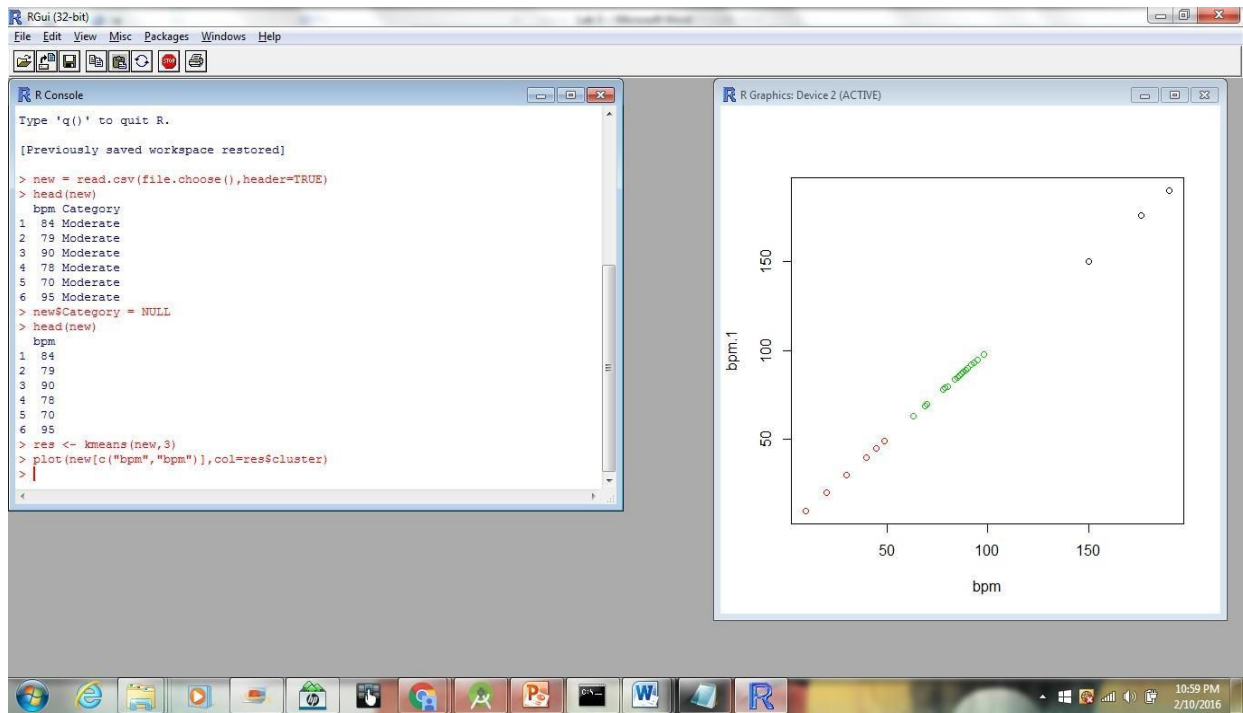 RGui (32-bit)
File Edit View Misc Packages Windows Help
STOP
R Console
Type 'q()' to quit R.
[Previously saved workspace restored]
> new = read.csv(file.choose(),header=TRUE)
> head(new)
bpm Category
1 84 Moderate
2 79 Moderate
3 90 Moderate
4 78 Moderate
5 70 Moderate
6 95 Moderate
> new$Category = NULL
> head(new)
bpm
1 84
2 79
3 90
4 78
5 70
6 95
> res <- kmeans(new,3)
> plot(new[c("bpm","bpm")],col=res$cluster)
>
R Graphics: Device 2 (ACTIVE)
150
100
50
bpm.1
50 100 150
bpm
10:59 PM
2/10/2016